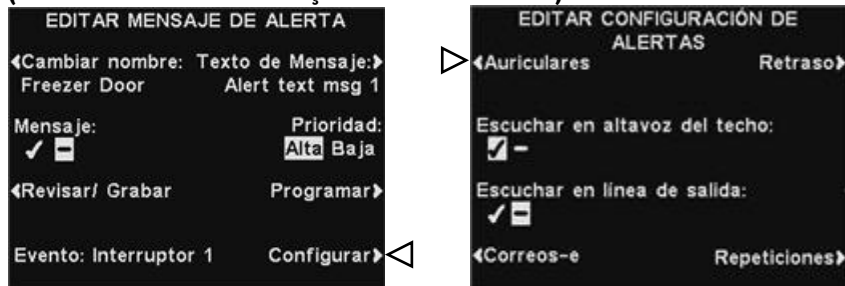 EDITAR MENSAJE DE ALERTA
Cambiar nombre: Texto de Mensaje:
Freezer Door Alert text msg 1
Mensaje: Prioridad:
✓ – Alta Baja
Revisar/ Grabar Programar
Evento: Interruptor 1 Configurar
EDITAR CONFIGURACIÓN DE
ALERTAS
Auriculares Retraso
Escuchar en altavoz del techo:
✓ –
Escuchar en línea de salida:
✓ –
Correos-e Repeticiones